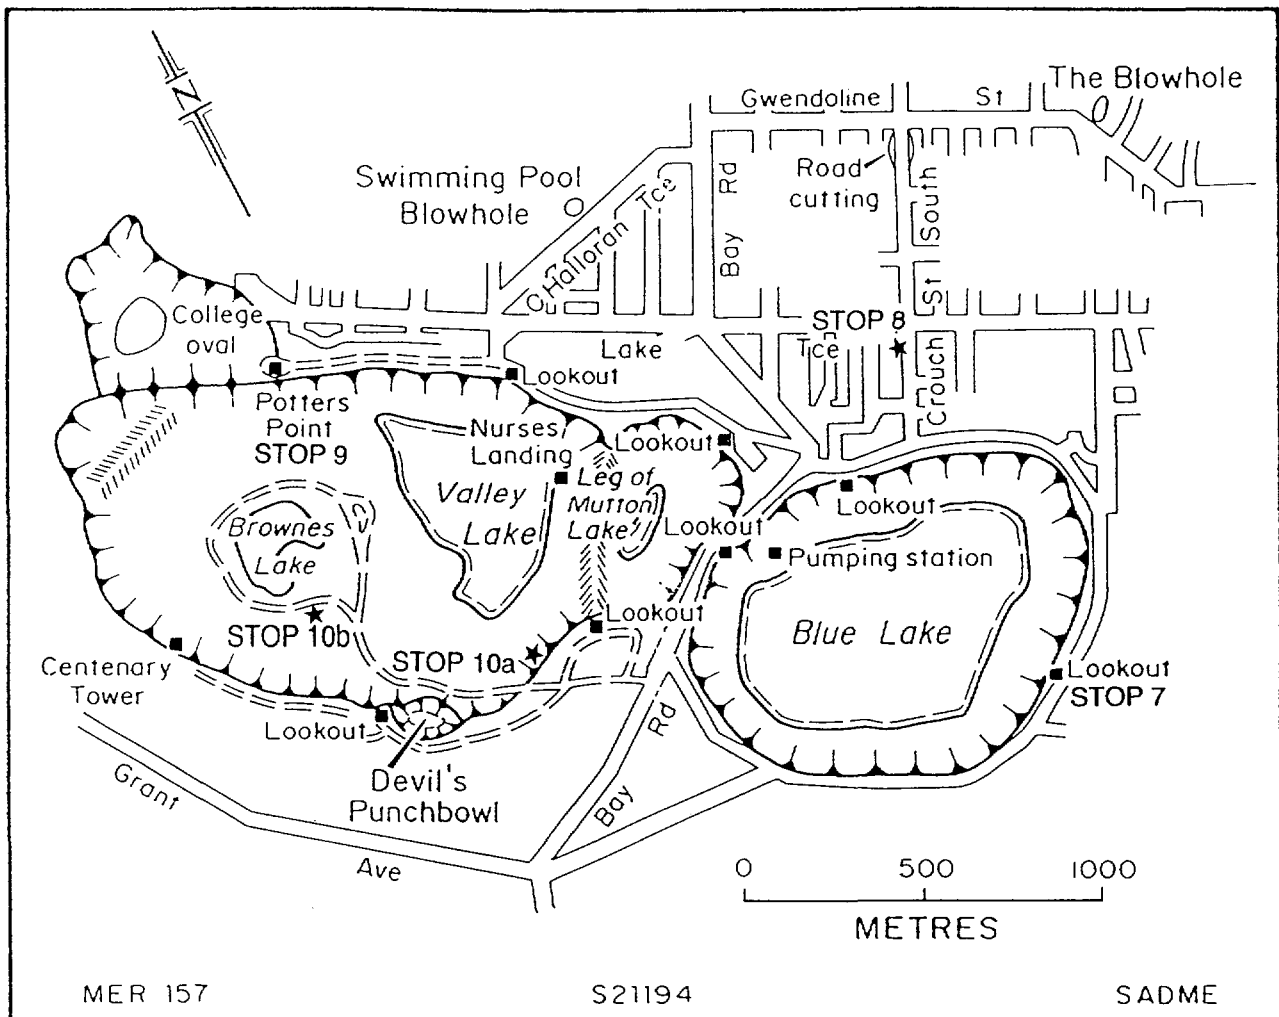 N
The Blowhole
Gwendoline St
Road
cutting
South
Bay Rd
Swimming Pool
Blowhole
O'Halloran Tce
College
oval
St
STOP 8
Lake Tce
Crouch
Lookout
Potters
Point
STOP 9
Nurses
Landing
Lookout
Valley
Lake
Leg of
Mutton
Lake
Lookout
Lookout
Brownes
Lake
Pumping station
Blue Lake
Lookout
STOP 10b
STOP 10a
Lookout
STOP 7
Centenary
Tower
Lookout
Devil's
Punchbowl
Bay Rd
Grant Ave
0 500 1000
METRES
MER 157
S21194
SADME